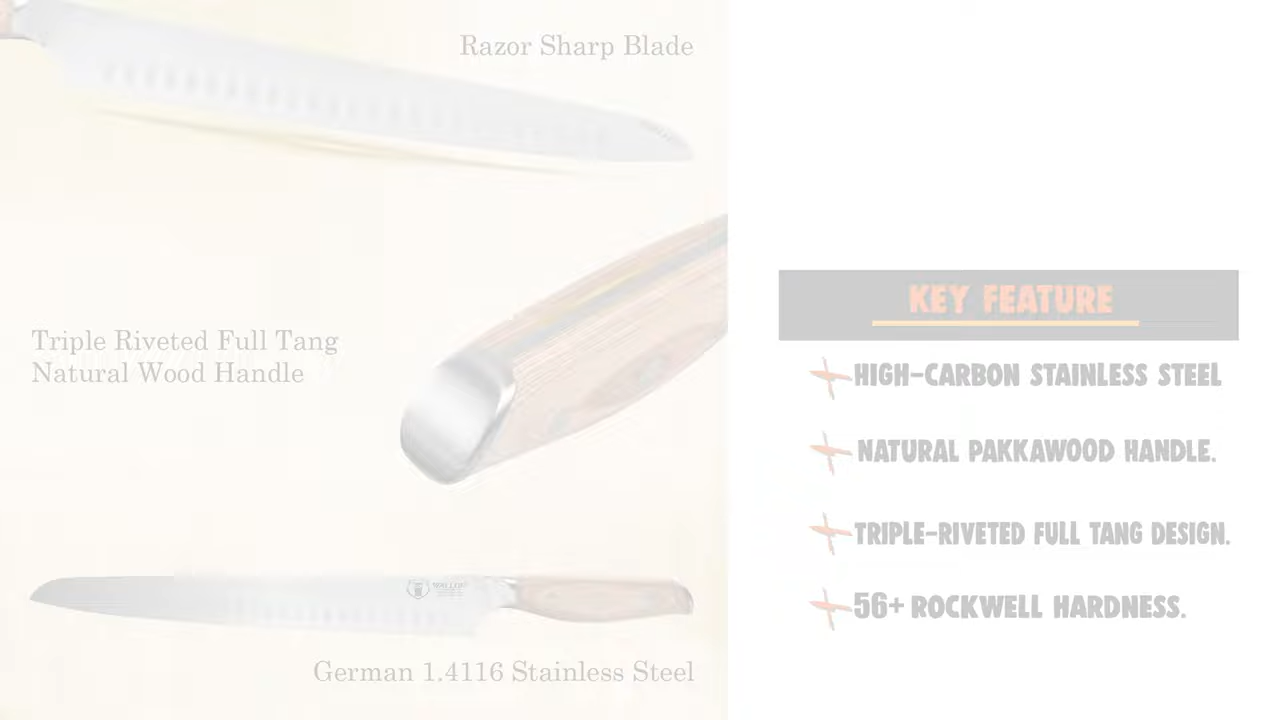 Razor Sharp Blade
Triple Riveted Full Tang
Natural Wood Handle
German 1.4116 Stainless Steel
KEY FEATURE
HIGH-CARBON STAINLESS STEEL
NATURAL PAKKAWOOD HANDLE.
TRIPLE-RIVETED FULL TANG DESIGN.
56+ ROCKWELL HARDNESS.